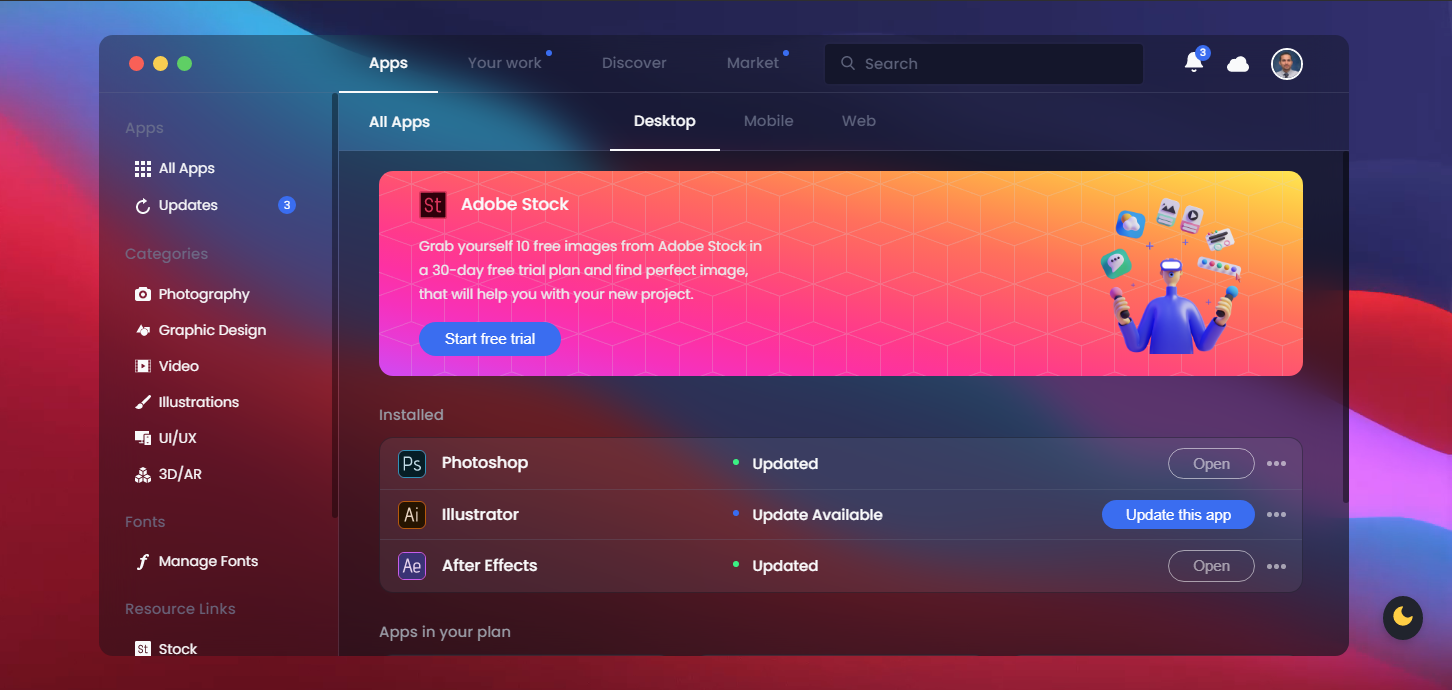 Apps
Your work
Discover
Market
Search
3
Apps
All Apps
Updates
3
Categories
Photography
Graphic Design
Video
Illustrations
UI/UX
3D/AR
Fonts
Manage Fonts
Resource Links
St
Stock
All Apps
Desktop
Mobile
Web
St
Adobe Stock
Grab yourself 10 free images from Adobe Stock in
a 30-day free trial plan and find perfect image,
that will help you with your new project.
Start free trial
Installed
Ps
Photoshop
Updated
Open
Ai
Illustrator
Update Available
Update this app
Ae
After Effects
Updated
Open
Apps in your plan